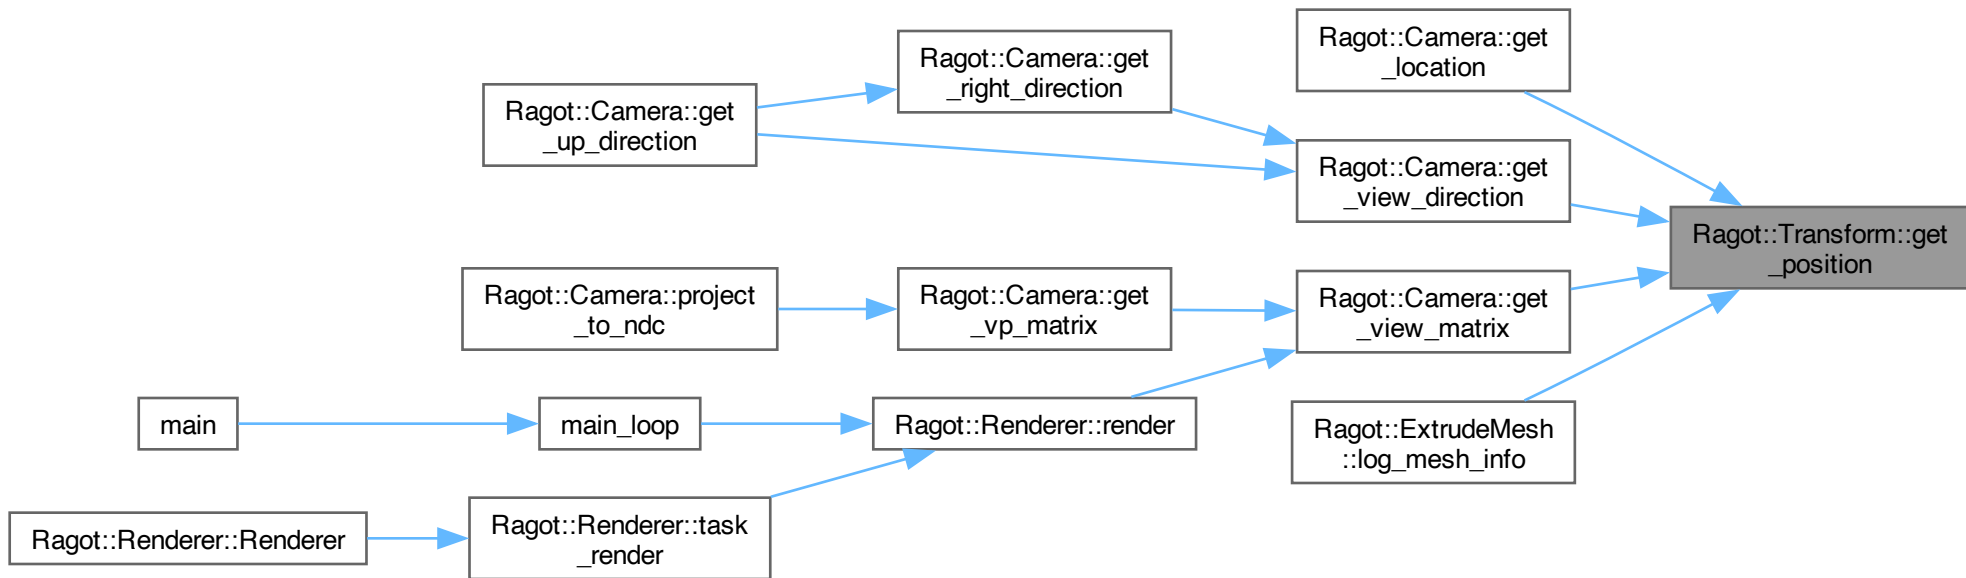 Ragot::Camera::get
_location
Ragot::Camera::get
_right_direction
Ragot::Camera::get
_up_direction
Ragot::Camera::get
_view_direction
Ragot::Transform::get
_position
Ragot::Camera::project
_to_ndc
Ragot::Camera::get
_vp_matrix
Ragot::Camera::get
_view_matrix
main
main_loop
Ragot::Renderer::render
Ragot::ExtrudeMesh
::log_mesh_info
Ragot::Renderer::Renderer
Ragot::Renderer::task
_render